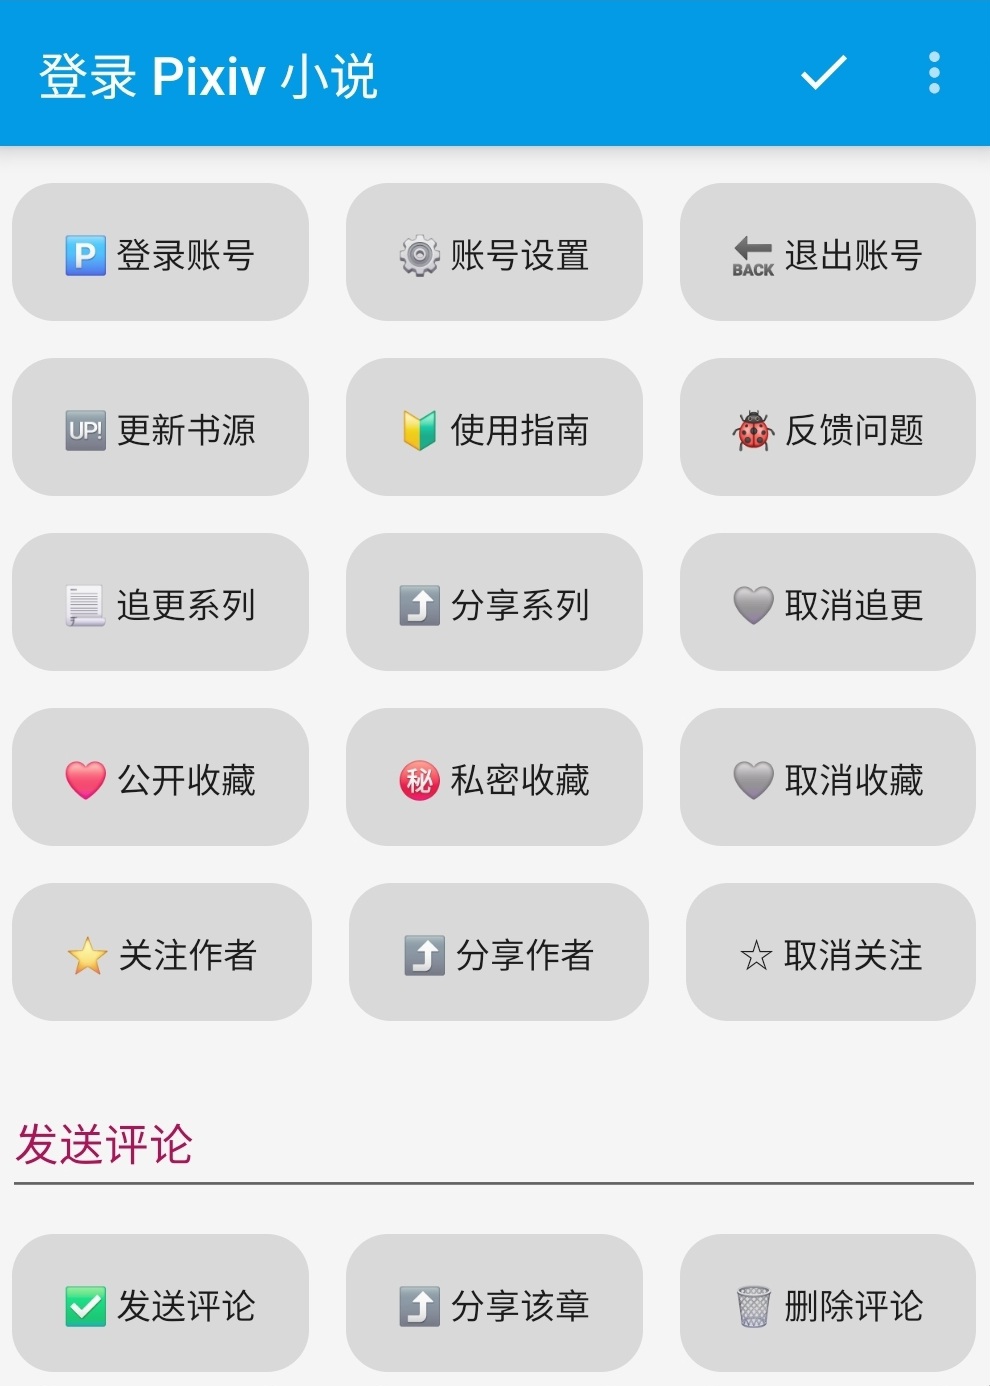 登录 Pixiv 小说
🅿️ 登录账号
⚙️ 账号设置
🔙 退出账号
🆙 更新书源
🔰 使用指南
🐞 反馈问题
📃 追更系列
⤴️ 分享系列
🩶 取消追更
❤️ 公开收藏
㊙️ 私密收藏
🩶 取消收藏
⭐ 关注作者
⤴️ 分享作者
☆ 取消关注
发送评论
✅ 发送评论
⤴️ 分享该章
🗑 删除评论